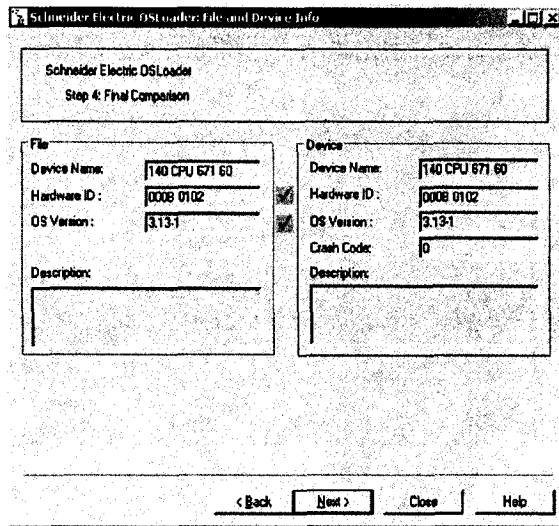 Schneider Electric OSLoader: File and Device Info
Schneider Electric OSLoader
Step 4: Final Comparison
File
Device Name: 140 CPU 671 60
Hardware ID : 000B 0102
OS Version : 3.13-1
Description:
Device
Device Name: 140 CPU 671 60
Hardware ID : 000B 0102
OS Version : 3.13-1
Crash Code: 0
Description:
< Back
Next >
Close
Help